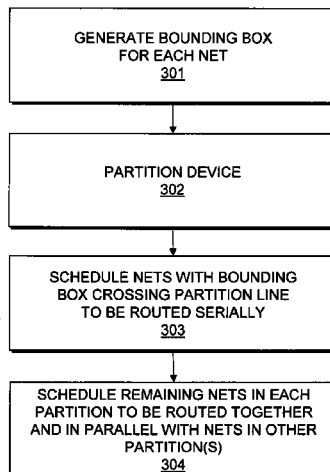 GENERATE BOUNDING BOX
FOR EACH NET
301
PARTITION DEVICE
302
SCHEDULE NETS WITH BOUNDING
BOX CROSSING PARTITION LINE
TO BE ROUTED SERIALLY
303
SCHEDULE REMAINING NETS IN EACH
PARTITION TO BE ROUTED TOGETHER
AND IN PARALLEL WITH NETS IN OTHER
PARTITION(S)
304